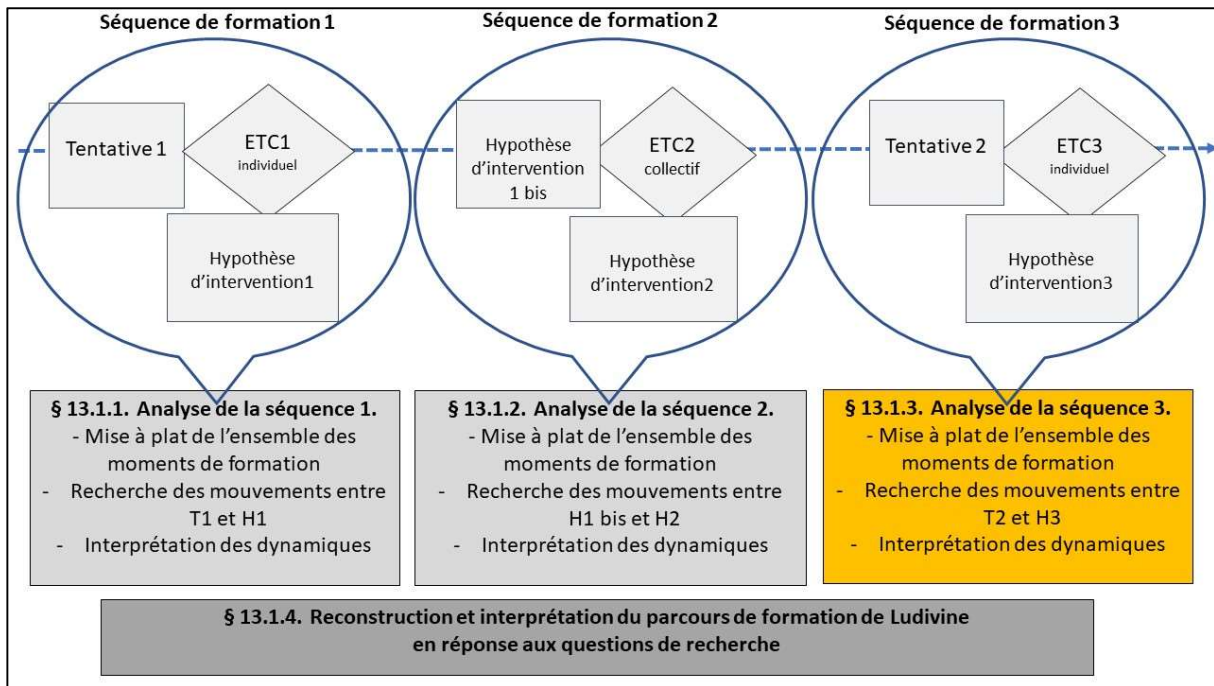 Séquence de formation 1
Tentative 1
ETC1
individuel
Hypothèse
d’intervention1
Séquence de formation 2
Hypothèse
d’intervention
1 bis
ETC2
collectif
Hypothèse
d’intervention2
Séquence de formation 3
Tentative 2
ETC3
individuel
Hypothèse
d’intervention3
§ 13.1.1. Analyse de la séquence 1.
- Mise à plat de l’ensemble des
moments de formation
- Recherche des mouvements entre
T1 et H1
- Interprétation des dynamiques
§ 13.1.2. Analyse de la séquence 2.
- Mise à plat de l’ensemble des
moments de formation
- Recherche des mouvements entre
H1 bis et H2
- Interprétation des dynamiques
§ 13.1.3. Analyse de la séquence 3.
- Mise à plat de l’ensemble des
moments de formation
- Recherche des mouvements entre
T2 et H3
- Interprétation des dynamiques
§ 13.1.4. Reconstruction et interprétation du parcours de formation de Ludivine
en réponse aux questions de recherche